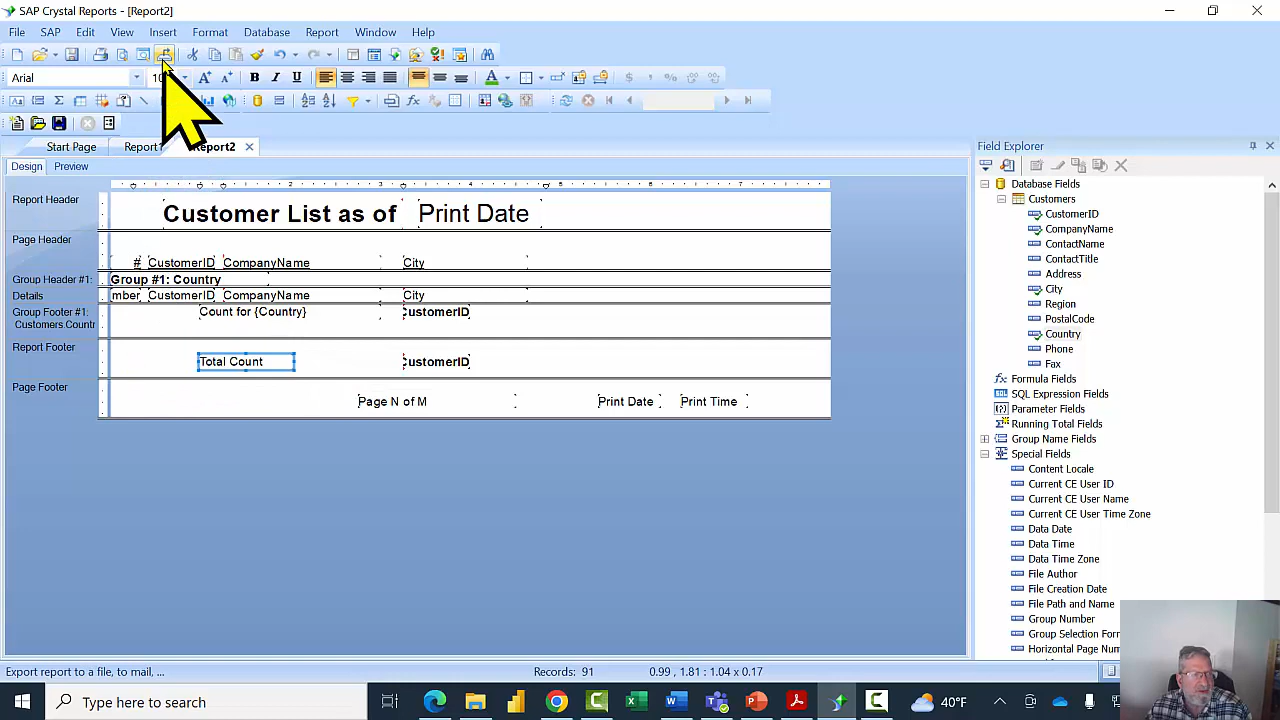 SAP Crystal Reports - [Report2]
File SAP Edit View Insert Format Database Report Window Help
Arial
Start Page
Report2
Design Preview
Report Header
Customer List as of Print Date
Page Header
# CustomerID CompanyName City
Group Header #1:
Group #1: Country
Details
mber CustomerID CompanyName City
Group Footer #1:
Customers Countr
Count for {Country} CustomerID
Report Footer
Total Count CustomerID
Page Footer
Page N of M Print Date Print Time
Field Explorer
Database Fields
Customers
CustomerID
CompanyName
ContactName
ContactTitle
Address
City
Region
PostalCode
Country
Phone
Fax
Formula Fields
SQL Expression Fields
Parameter Fields
Running Total Fields
Group Name Fields
Special Fields
Content Locale
Current CE User ID
Current CE User Name
Current CE User Time Zone
Data Date
Data Time
Data Time Zone
File Author
File Creation Date
File Path and Name
Group Number
Group Selection Form
Horizontal Page Num
Export report to a file, to mail, ...
Records: 91
0.99 , 1.81 : 1.04 x 0.17
Type here to search
40°F